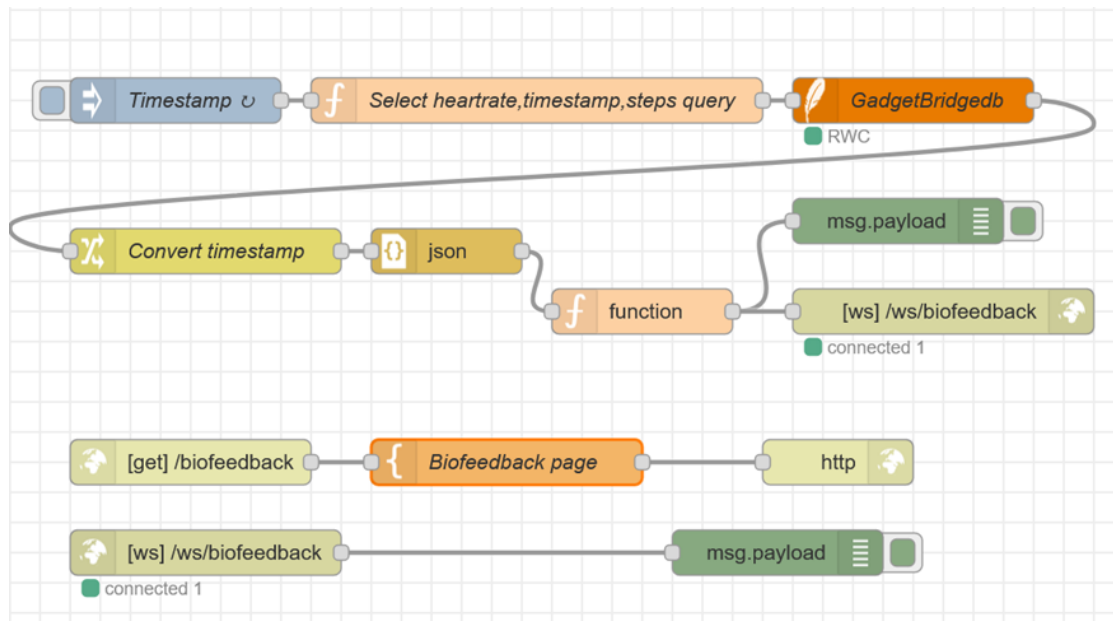 Timestamp ↻
Select heartrate,timestamp,steps query
GadgetBridgedb
RWC
msg.payload
Convert timestamp
json
function
[ws] /ws/biofeedback
connected 1
[get] /biofeedback
Biofeedback page
http
[ws] /ws/biofeedback
msg.payload
connected 1